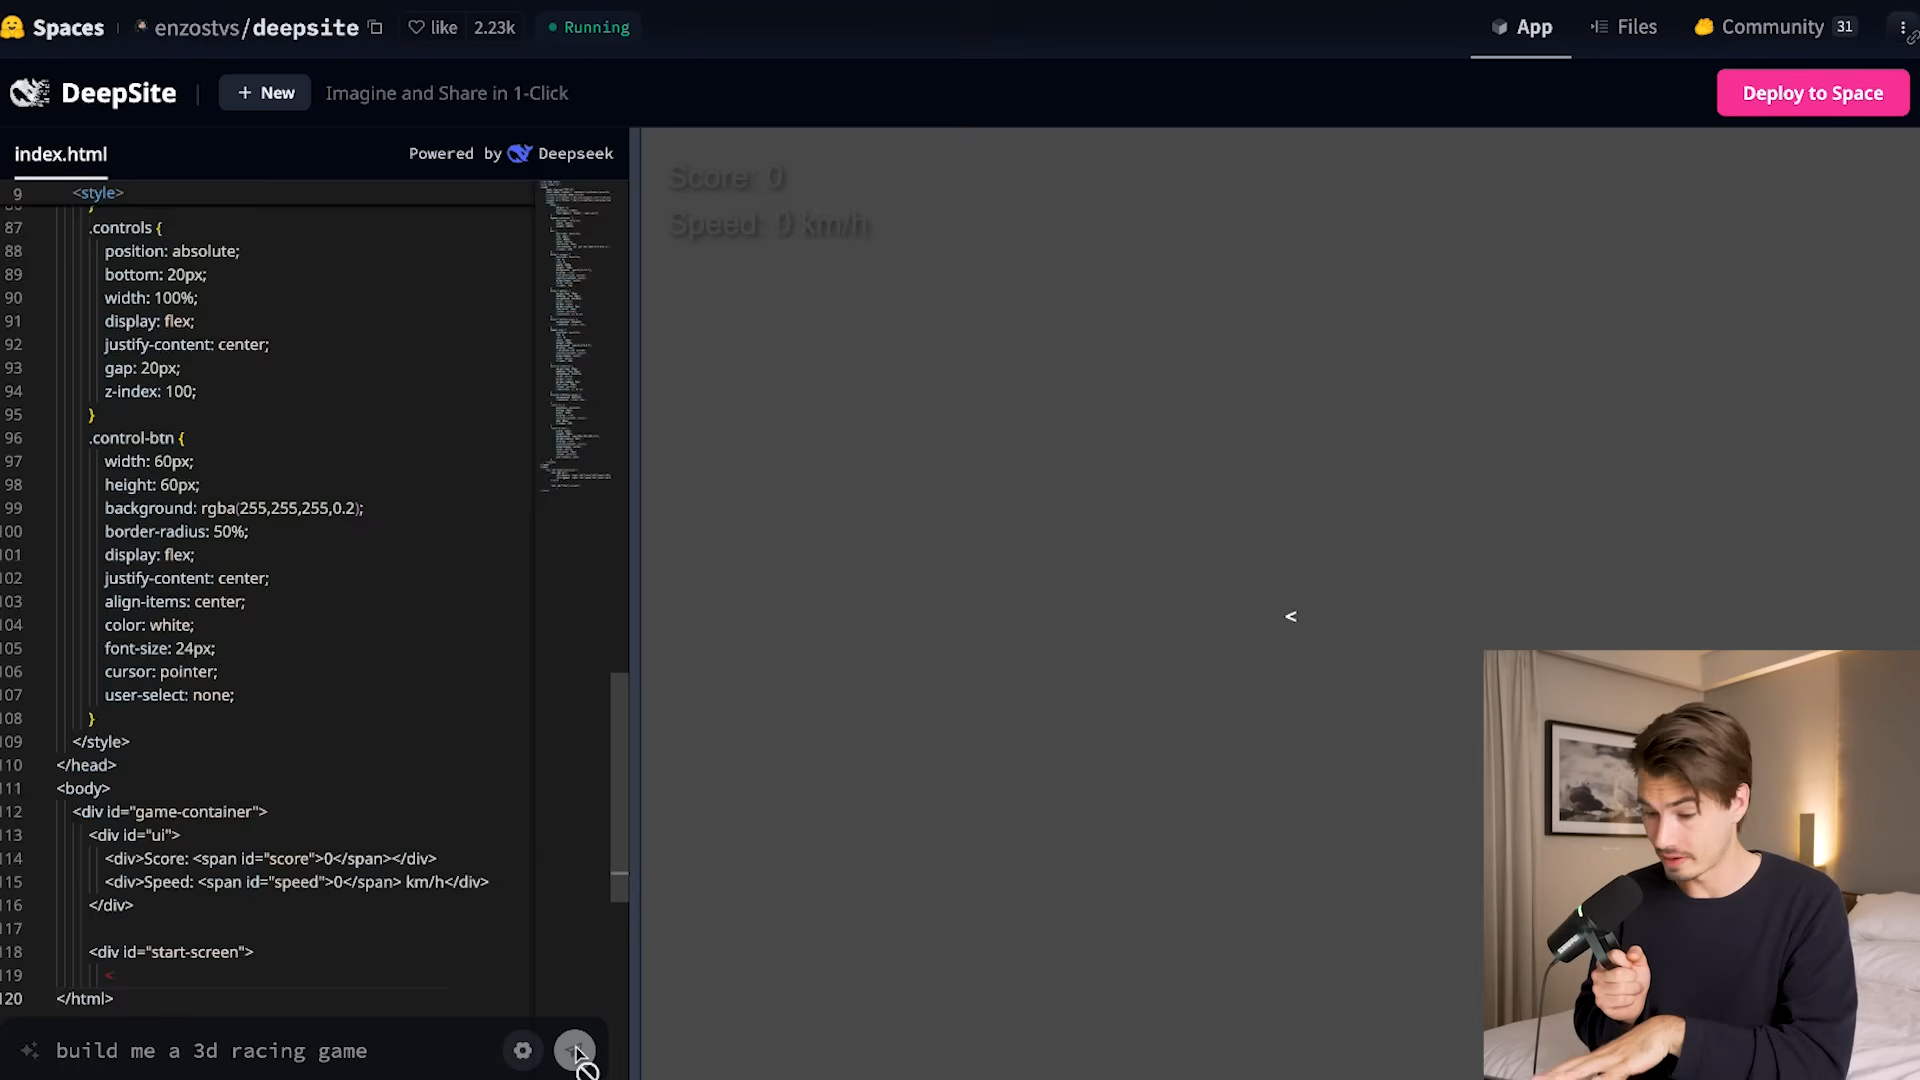 Spaces
enzostvs/deepsite
like 2.23k
Running
App
Files
Community 31
DeepSite
+ New
Imagine and Share in 1-Click
Deploy to Space
index.html
Powered by Deepseek
9 <style>
87 .controls {
88 position: absolute;
89 bottom: 20px;
90 width: 100%;
91 display: flex;
92 justify-content: center;
93 gap: 20px;
94 z-index: 100;
95 }
96 .control-btn {
97 width: 60px;
98 height: 60px;
99 background: rgba(255,255,255,0.2);
100 border-radius: 50%;
101 display: flex;
102 justify-content: center;
103 align-items: center;
104 color: white;
105 font-size: 24px;
106 cursor: pointer;
107 user-select: none;
108 }
109 </style>
110 </head>
111 <body>
112 <div id="game-container">
113 <div id="ui">
114 <div>Score: <span id="score">0</span></div>
115 <div>Speed: <span id="speed">0</span> km/h</div>
116 </div>
117
118 <div id="start-screen">
119 <
120 </html>
build me a 3d racing game
Score: 0
Speed: 0 km/h
<